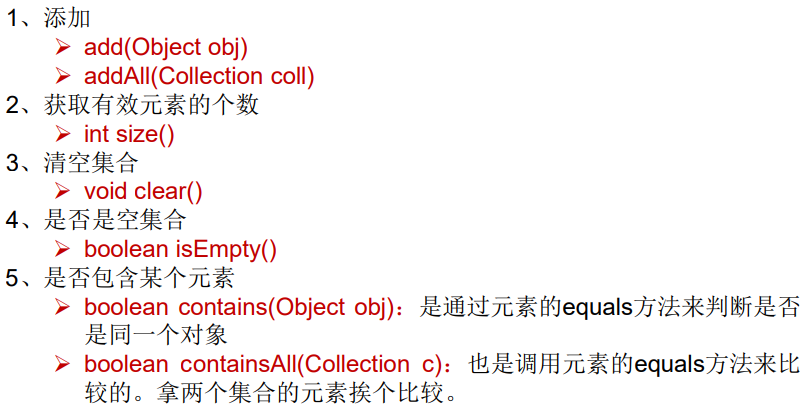 1、添加
➢ add(Object obj)
➢ addAll(Collection coll)
2、获取有效元素的个数
➢ int size()
3、清空集合
➢ void clear()
4、是否是空集合
➢ boolean isEmpty()
5、是否包含某个元素
➢ boolean contains(Object obj)：是通过元素的equals方法来判断是否
是同一个对象
➢ boolean containsAll(Collection c)：也是调用元素的equals方法来比
较的。拿两个集合的元素挨个比较。